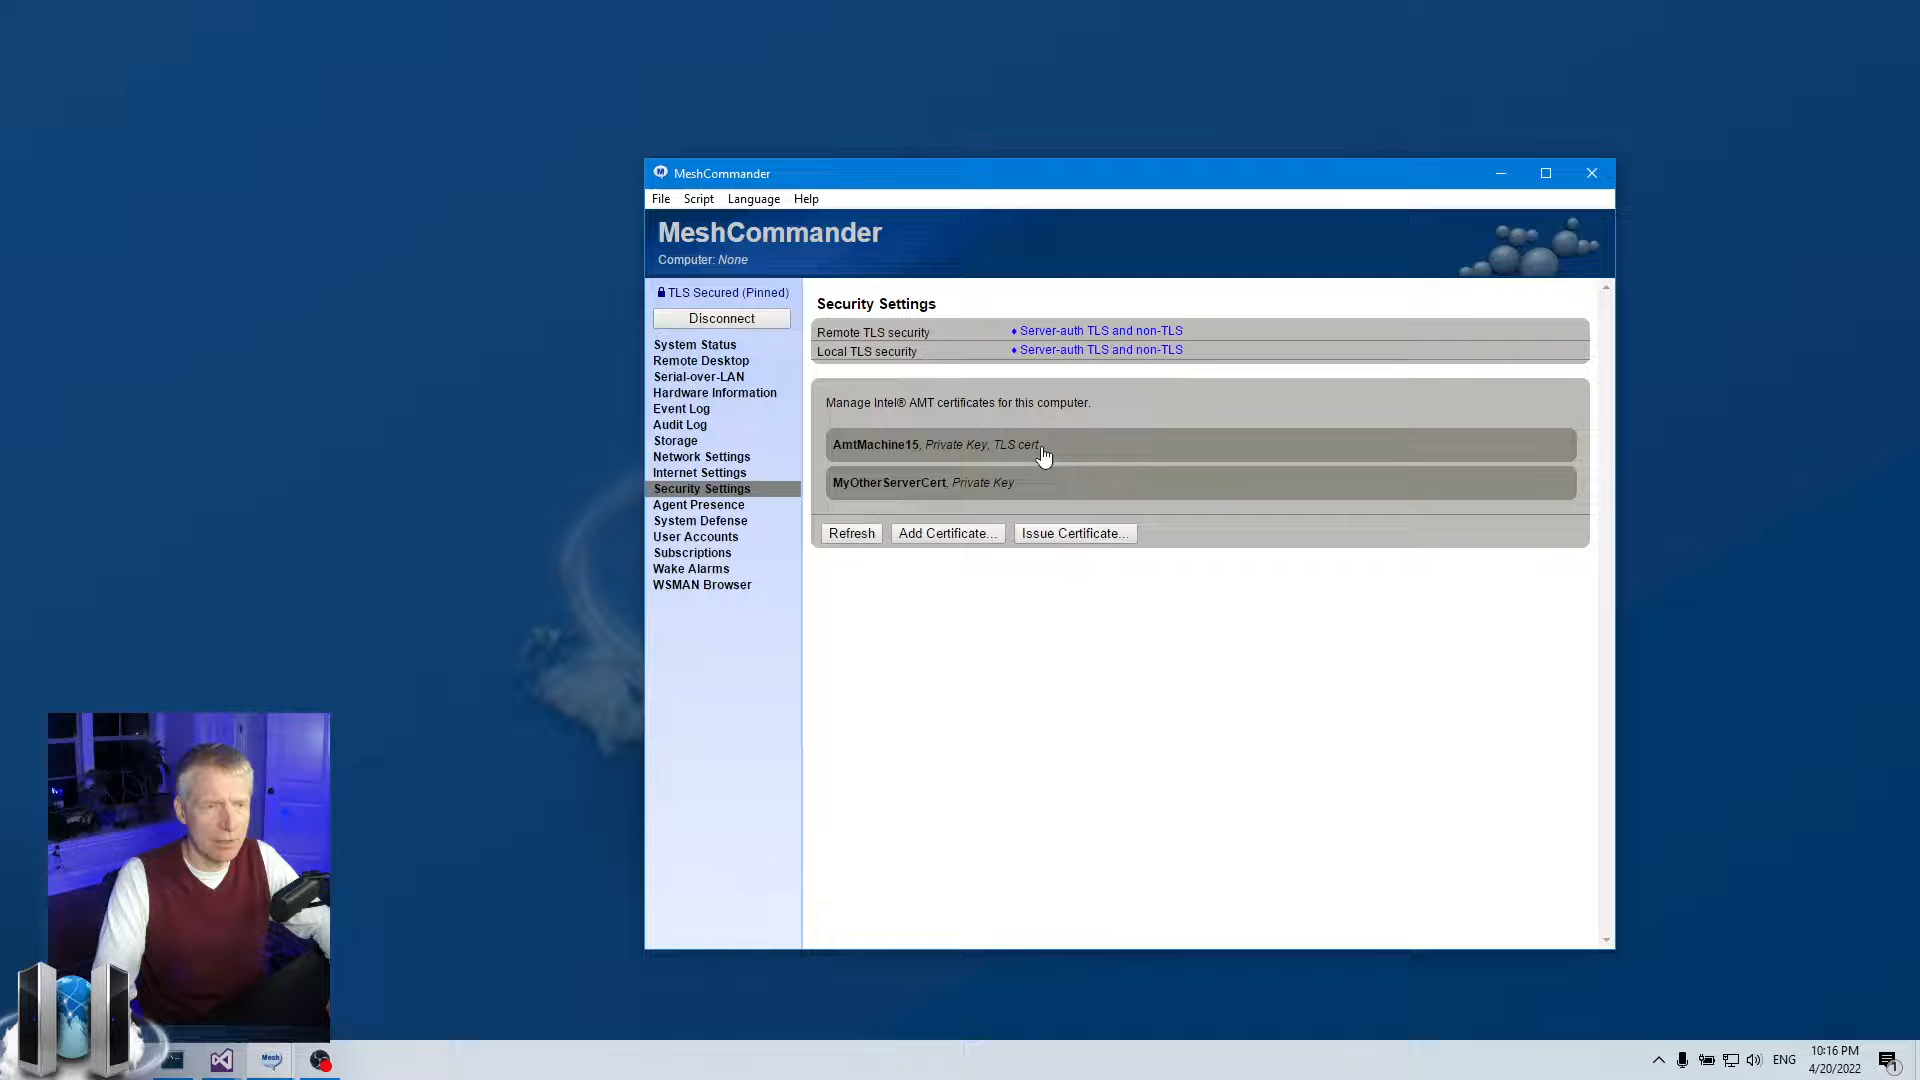 MeshCommander
File Script Language Help
MeshCommander
Computer: None
TLS Secured (Pinned)
Disconnect
System Status
Remote Desktop
Serial-over-LAN
Hardware Information
Event Log
Audit Log
Storage
Network Settings
Internet Settings
Security Settings
Agent Presence
System Defense
User Accounts
Subscriptions
Wake Alarms
WSMAN Browser
Security Settings
Remote TLS security ♦ Server-auth TLS and non-TLS
Local TLS security ♦ Server-auth TLS and non-TLS
Manage Intel® AMT certificates for this computer.
AmtMachine15, Private Key, TLS cert
MyOtherServerCert, Private Key
Refresh Add Certificate... Issue Certificate...
Mesh
ENG
10:16 PM
4/20/2022
1